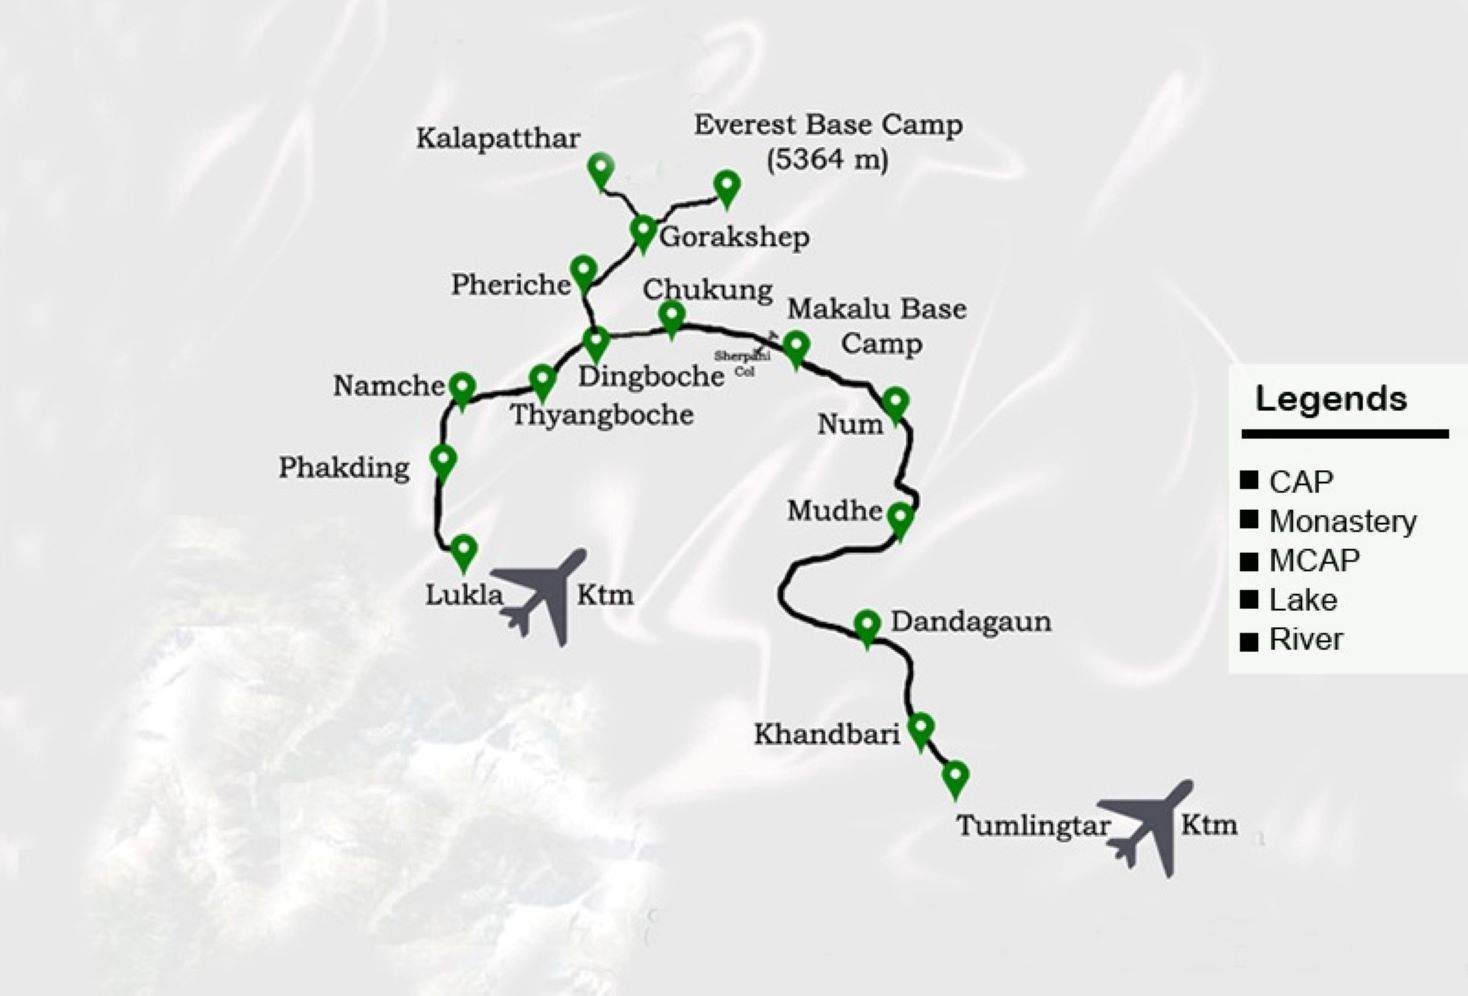 Kalapatthar
Everest Base Camp
(5364 m)
Gorakshep
Pheriche
Chukung
Makalu Base
Camp
Sherpani
Col
Namche
Dingboche
Thyangboche
Num
Phakding
Mudhe
Lukla
Ktm
Dandagaun
Khandbari
Tumlingtar
Ktm
Legends
CAP
Monastery
MCAP
Lake
River